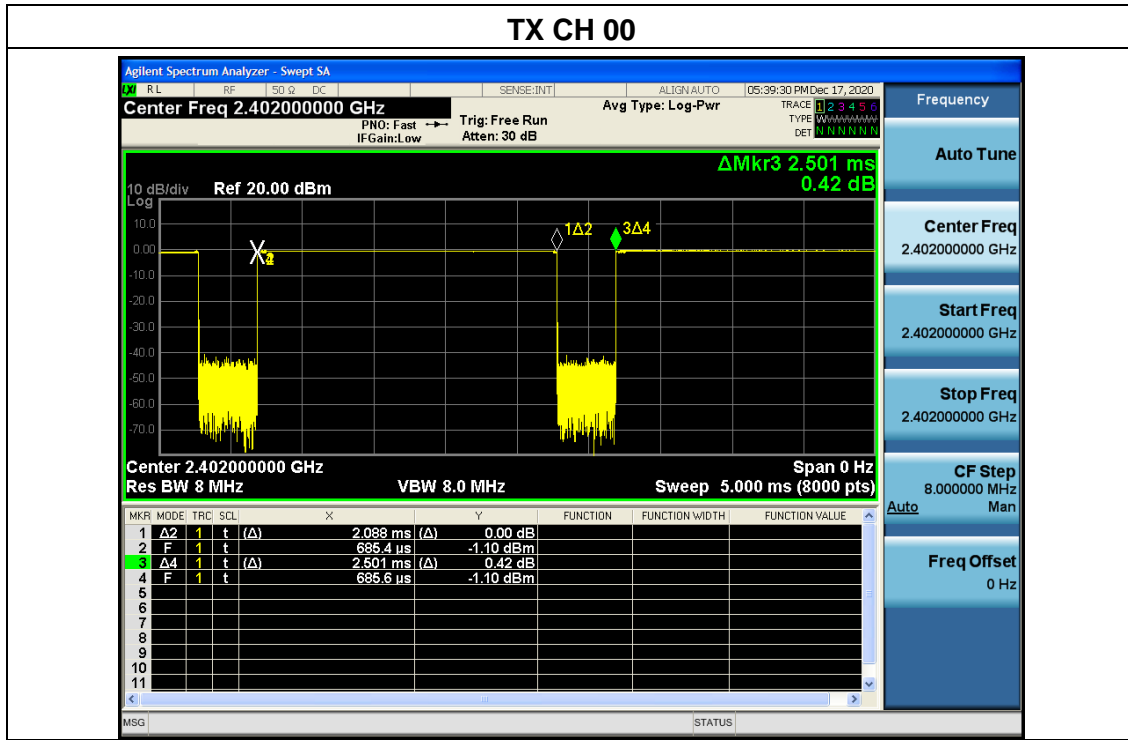 TX CH 00
Agilent Spectrum Analyzer - Swept SA
LXI RL RF 50 Ω DC SENSE:INT ALIGN AUTO 05:39:30 PM Dec 17, 2020
Center Freq 2.402000000 GHz
PNO: Fast
IFGain:Low
Trig: Free Run
Atten: 30 dB
Avg Type: Log-Pwr
TRACE 1 2 3 4 5 6
TYPE
DET N N N N N N
ΔMkr3 2.501 ms
0.42 dB
10 dB/div Ref 20.00 dBm
Log
10.0
0.00
-10.0
-20.0
-30.0
-40.0
-50.0
-60.0
-70.0
1Δ2
3Δ4
Center 2.402000000 GHz Span 0 Hz
Res BW 8 MHz VBW 8.0 MHz Sweep 5.000 ms (8000 pts)
MKR MODE TRC SCL X Y FUNCTION FUNCTION WIDTH FUNCTION VALUE
1 Δ2 1 t (Δ) 2.088 ms (Δ) 0.00 dB
2 F 1 t 685.4 µs -1.10 dBm
3 Δ4 1 t (Δ) 2.501 ms (Δ) 0.42 dB
4 F 1 t 685.6 µs -1.10 dBm
5
6
7
8
9
10
11
MSG STATUS
Frequency
Auto Tune
Center Freq
2.402000000 GHz
Start Freq
2.402000000 GHz
Stop Freq
2.402000000 GHz
CF Step
8.000000 MHz
Auto Man
Freq Offset
0 Hz